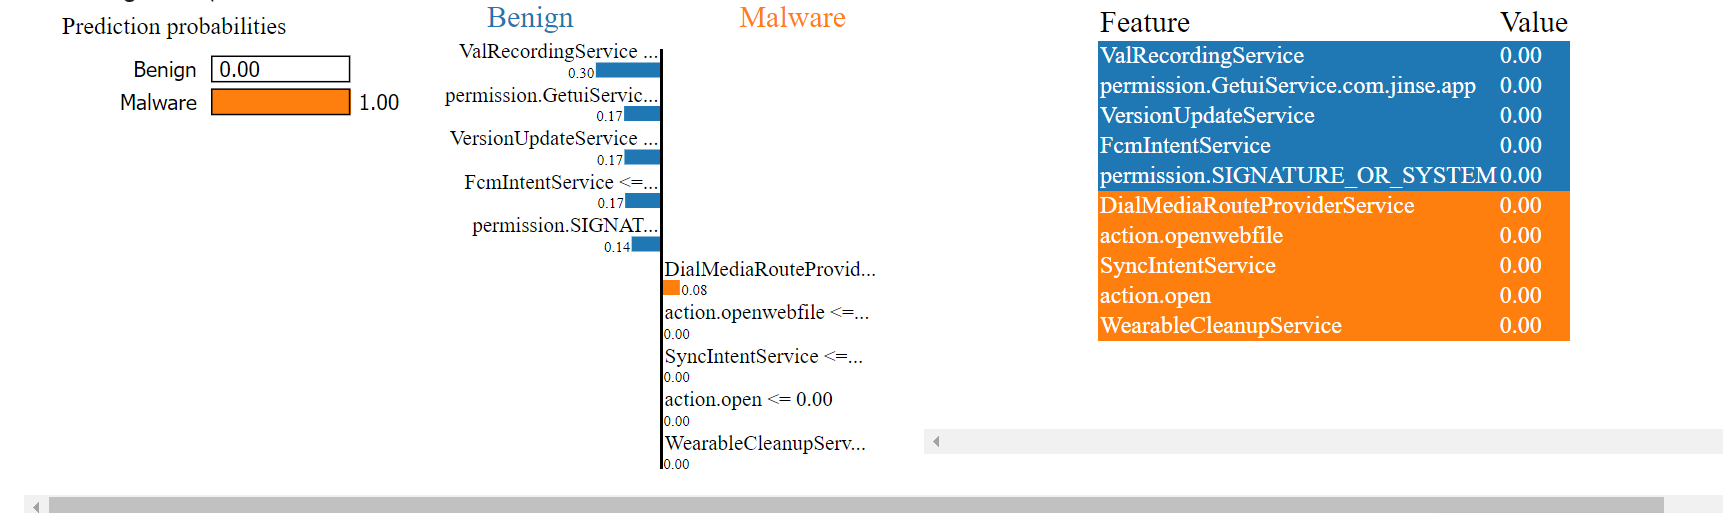 Prediction probabilities
Benign 0.00
Malware 1.00
Benign Malware
ValRecordingService ...
0.30
permission.GetuiServic...
0.17
VersionUpdateService ...
0.17
FcmIntentService <=...
0.17
permission.SIGNAT...
0.14
DialMediaRouteProvid...
0.08
action.openwebfile <=...
0.00
SyncIntentService <=...
0.00
action.open <= 0.00
0.00
WearableCleanupServ...
0.00
Feature Value
ValRecordingService 0.00
permission.GetuiService.com.jinse.app 0.00
VersionUpdateService 0.00
FcmIntentService 0.00
permission.SIGNATURE_OR_SYSTEM 0.00
DialMediaRouteProviderService 0.00
action.openwebfile 0.00
SyncIntentService 0.00
action.open 0.00
WearableCleanupService 0.00